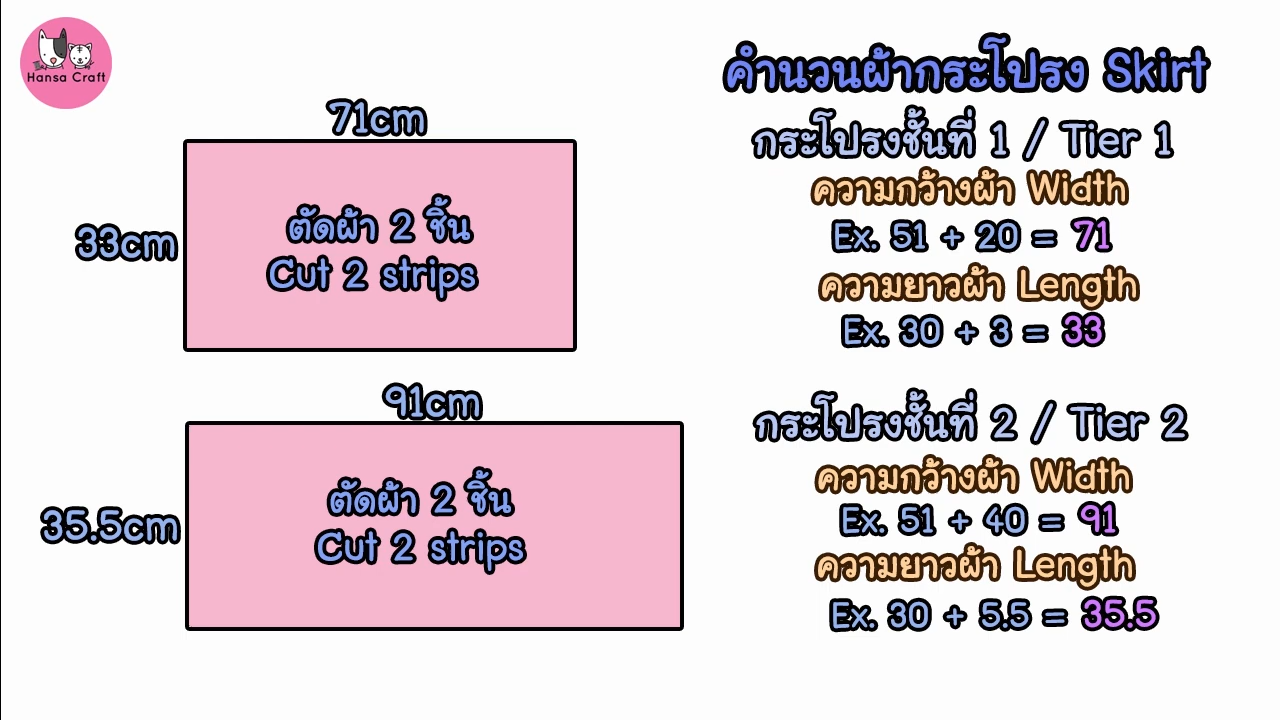 Hansa Craft
71cm
33cm
ตัดผ้า 2 ชิ้น
Cut 2 strips
91cm
35.5cm
ตัดผ้า 2 ชิ้น
Cut 2 strips
คำนวนผ้ากระโปรง Skirt
กระโปรงชั้นที่ 1 / Tier 1
ความกว้างผ้า Width
Ex. 51 + 20 = 71
ความยาวผ้า Length
Ex. 30 + 3 = 33
กระโปรงชั้นที่ 2 / Tier 2
ความกว้างผ้า Width
Ex. 51 + 40 = 91
ความยาวผ้า Length
Ex. 30 + 5.5 = 35.5